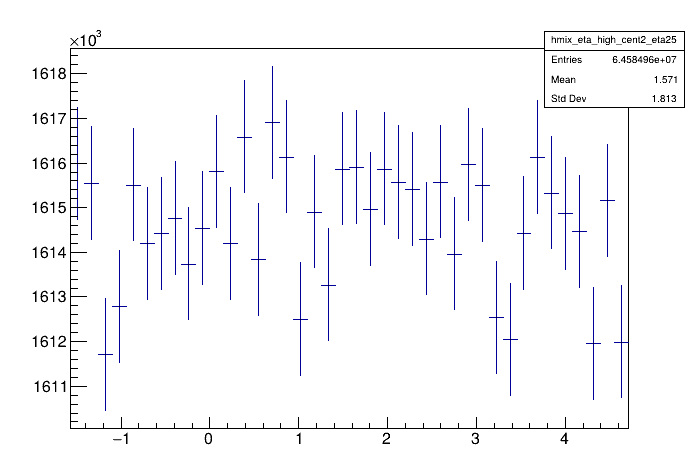 ×10³
hmix_eta_high_cent2_eta25
Entries 6.458496e+07
Mean 1.571
Std Dev 1.813
1618
1617
1616
1615
1614
1613
1612
1611
−1 0 1 2 3 4